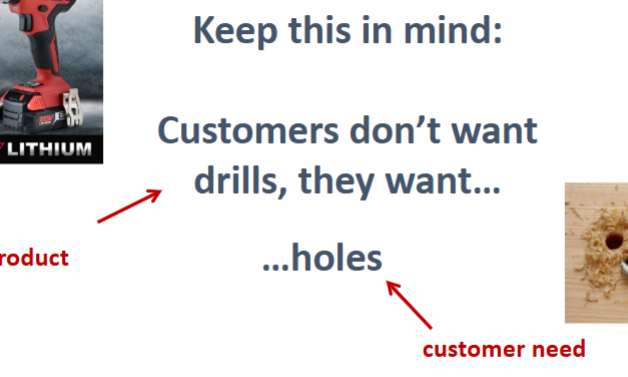 Keep this in mind:
Customers don’t want
drills, they want…
…holes
roduct
customer need
LITHIUM